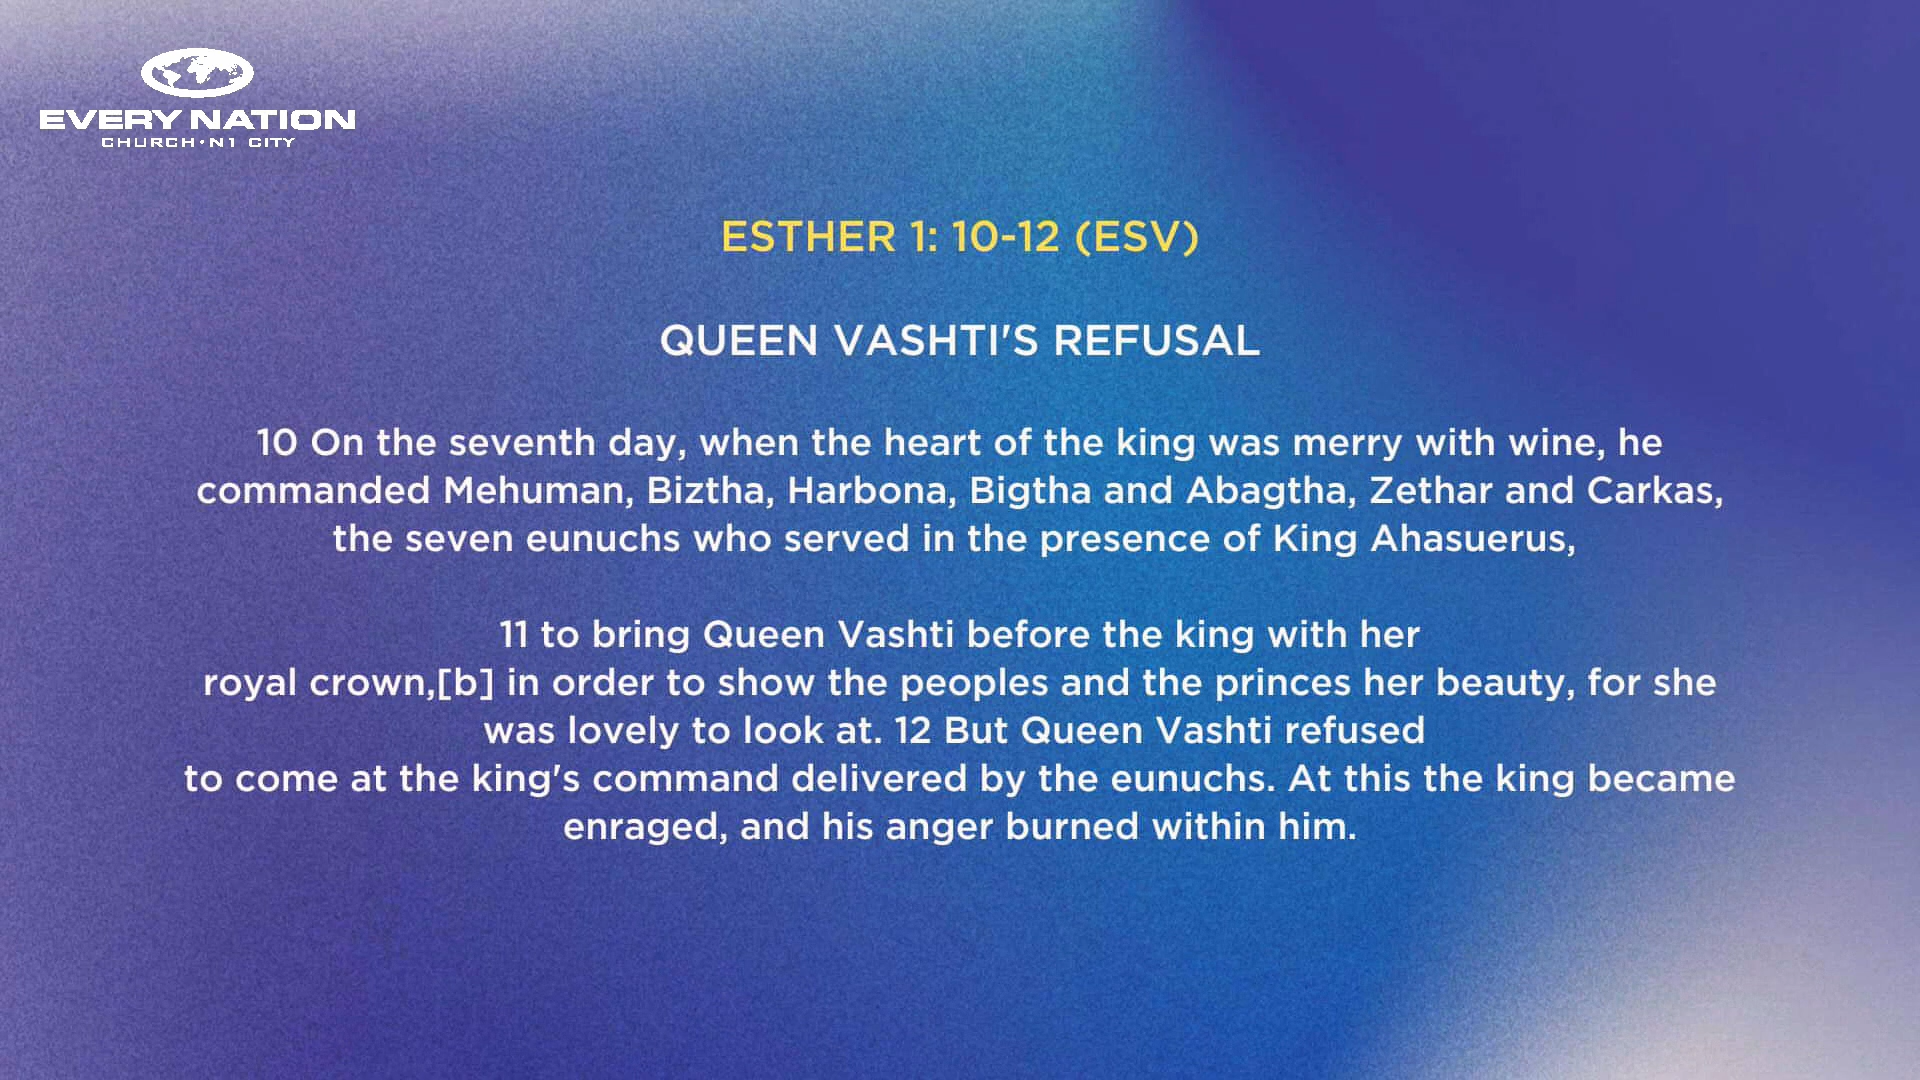 EVERY NATION
CHURCH • N1 CITY
ESTHER 1: 10-12 (ESV)
QUEEN VASHTI'S REFUSAL
10 On the seventh day, when the heart of the king was merry with wine, he
commanded Mehuman, Biztha, Harbona, Bigtha and Abagtha, Zethar and Carkas,
the seven eunuchs who served in the presence of King Ahasuerus,
11 to bring Queen Vashti before the king with her
royal crown,[b] in order to show the peoples and the princes her beauty, for she
was lovely to look at. 12 But Queen Vashti refused
to come at the king's command delivered by the eunuchs. At this the king became
enraged, and his anger burned within him.